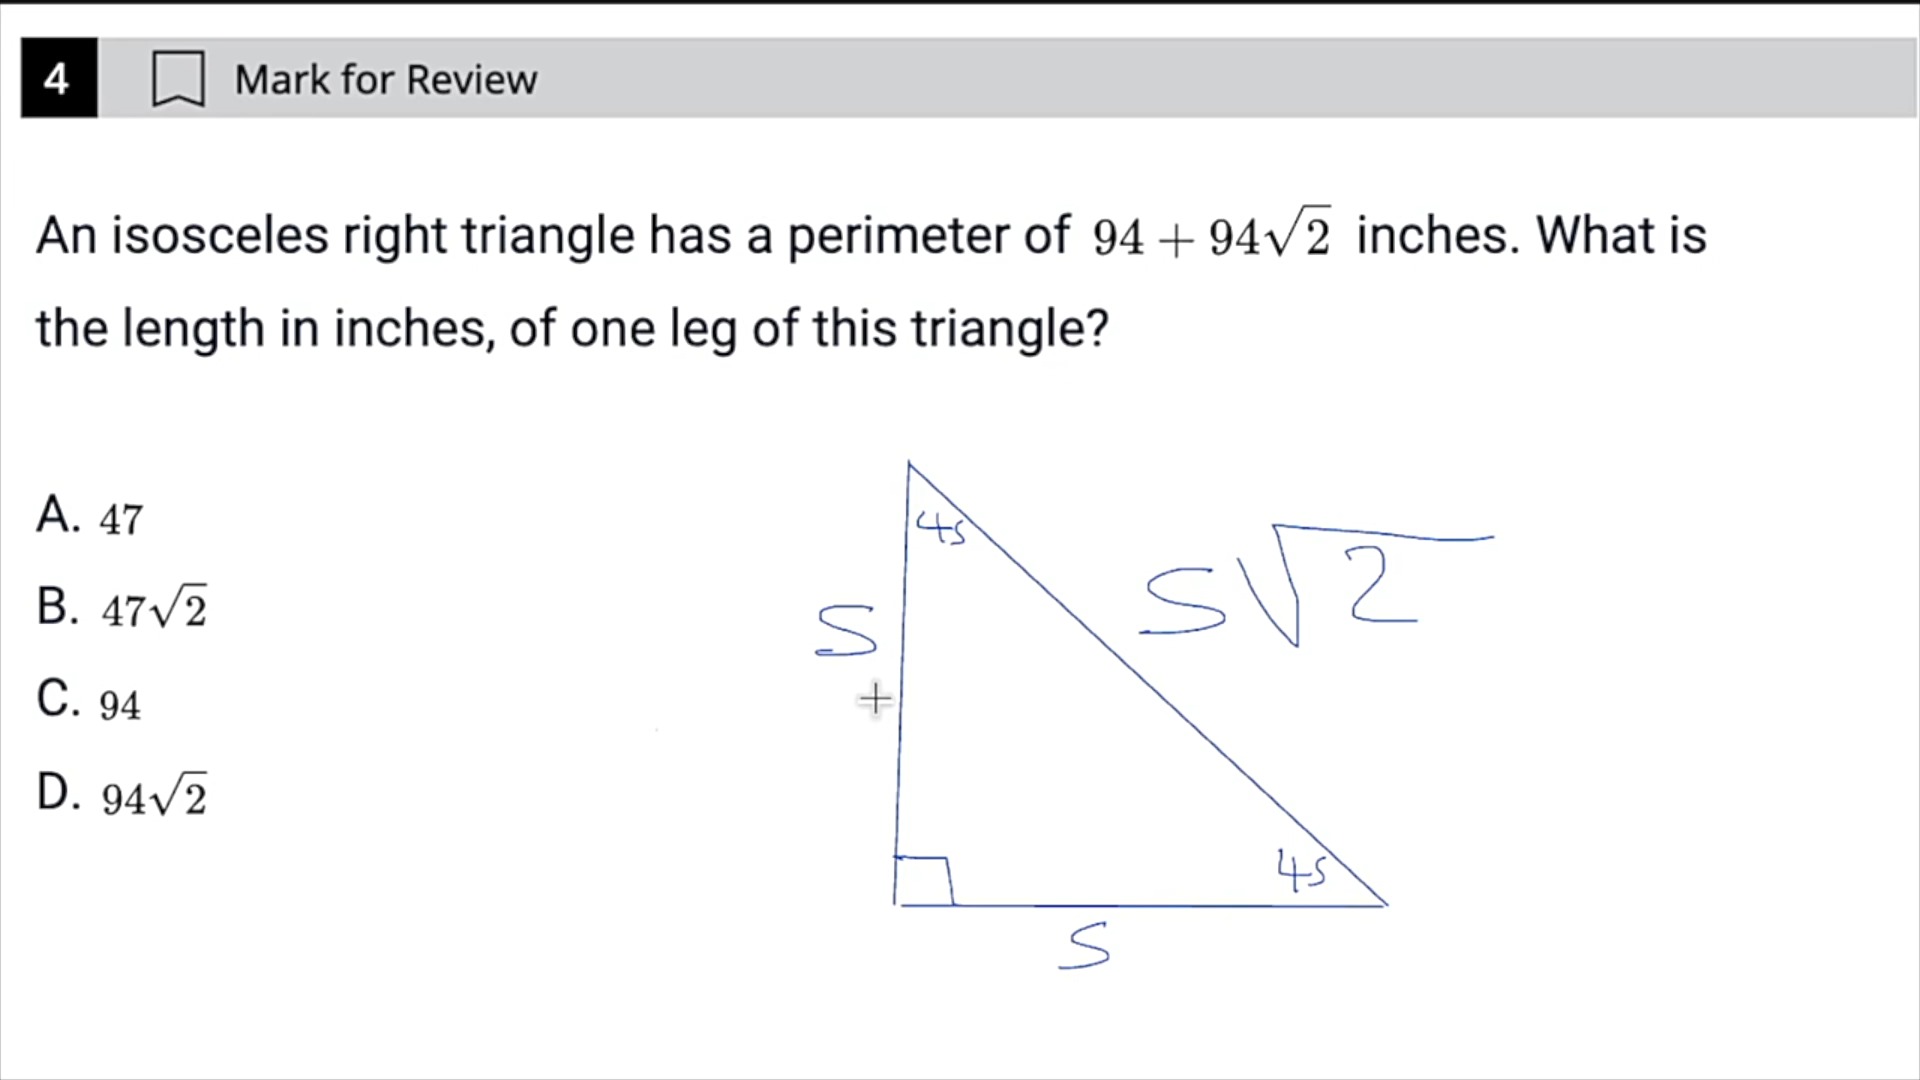 4 Mark for Review
An isosceles right triangle has a perimeter of 94 + 94√2 inches. What is
the length in inches, of one leg of this triangle?
A. 47
B. 47√2
C. 94
D. 94√2
45
S√2
S
45
S